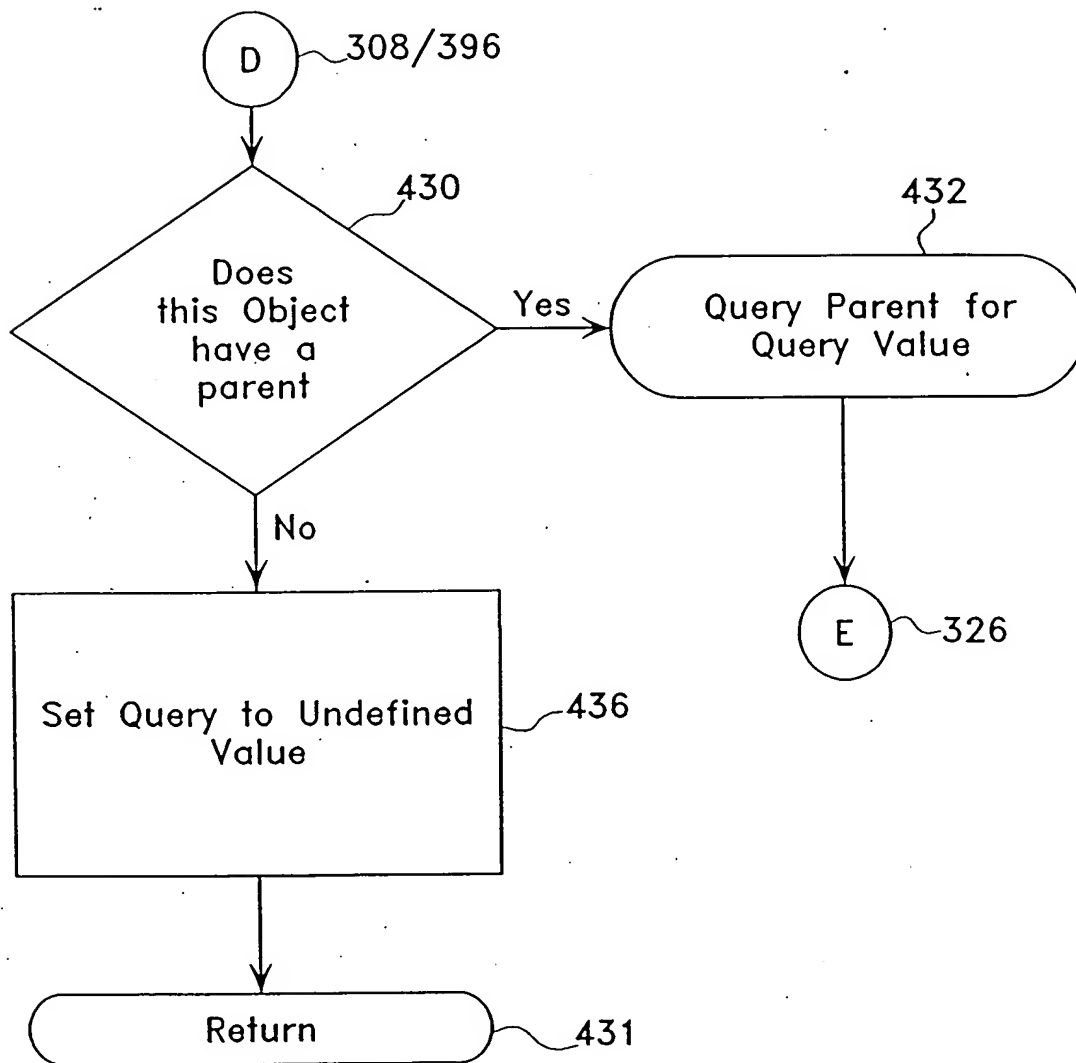 D
308/396
430
Does
this Object
have a
parent
Yes
432
Query Parent for
Query Value
No
E
326
Set Query to Undefined
Value
436
Return
431